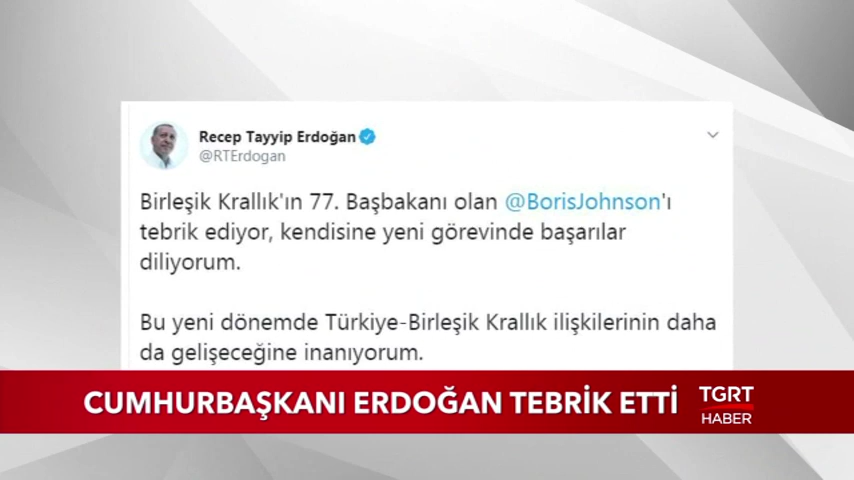 Recep Tayyip Erdoğan
@RTErdogan
Birleşik Krallık'ın 77. Başbakanı olan @BorisJohnson'ı
tebrik ediyor, kendisine yeni görevinde başarılar
diliyorum.
Bu yeni dönemde Türkiye-Birleşik Krallık ilişkilerinin daha
da gelişeceğine inanıyorum.
CUMHURBAŞKANI ERDOĞAN TEBRİK ETTİ
TGRT
HABER